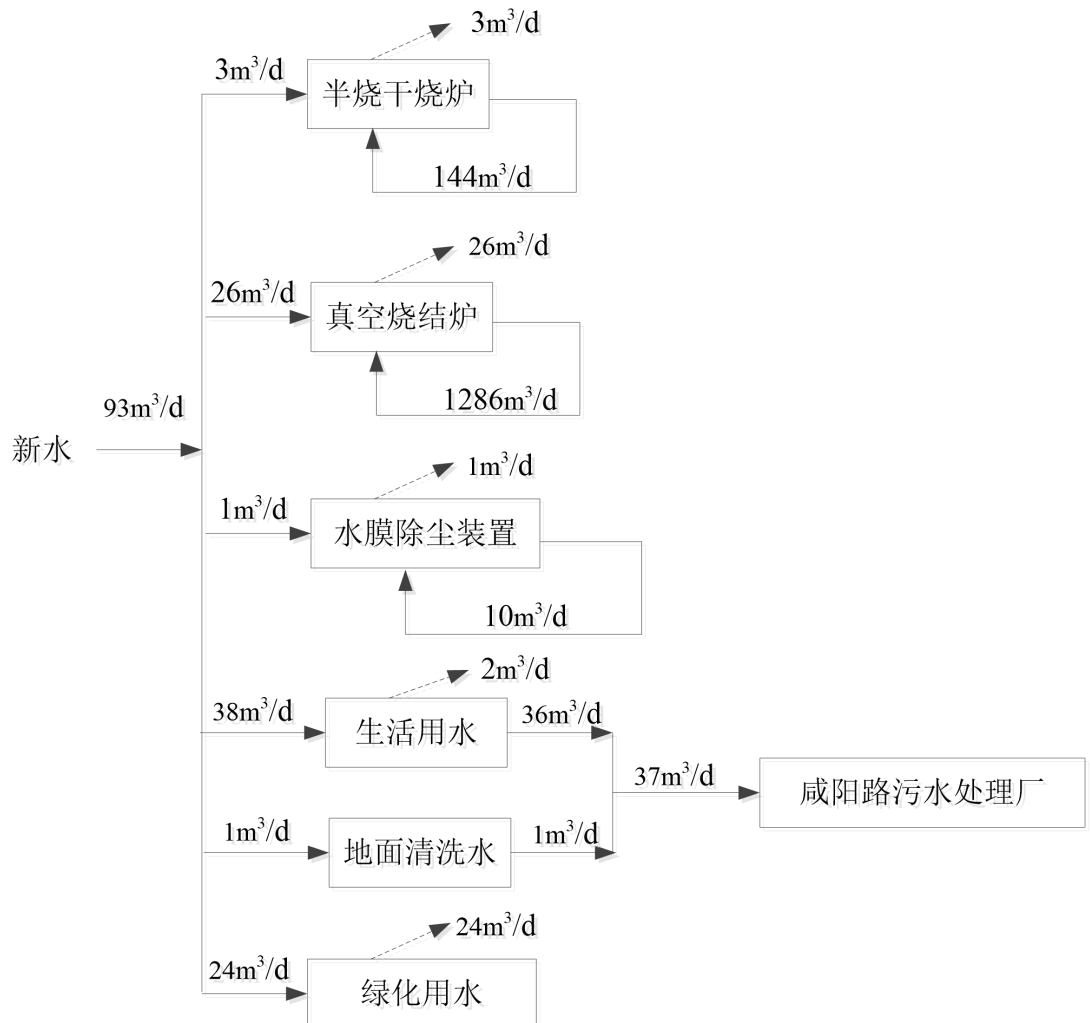 3m³/d
3m³/d
半烧干烧炉
144m³/d
26m³/d
26m³/d
真空烧结炉
1286m³/d
93m³/d
新水
1m³/d
1m³/d
水膜除尘装置
10m³/d
2m³/d
38m³/d
生活用水
36m³/d
37m³/d
咸阳路污水处理厂
1m³/d
地面清洗水
1m³/d
24m³/d
24m³/d
绿化用水